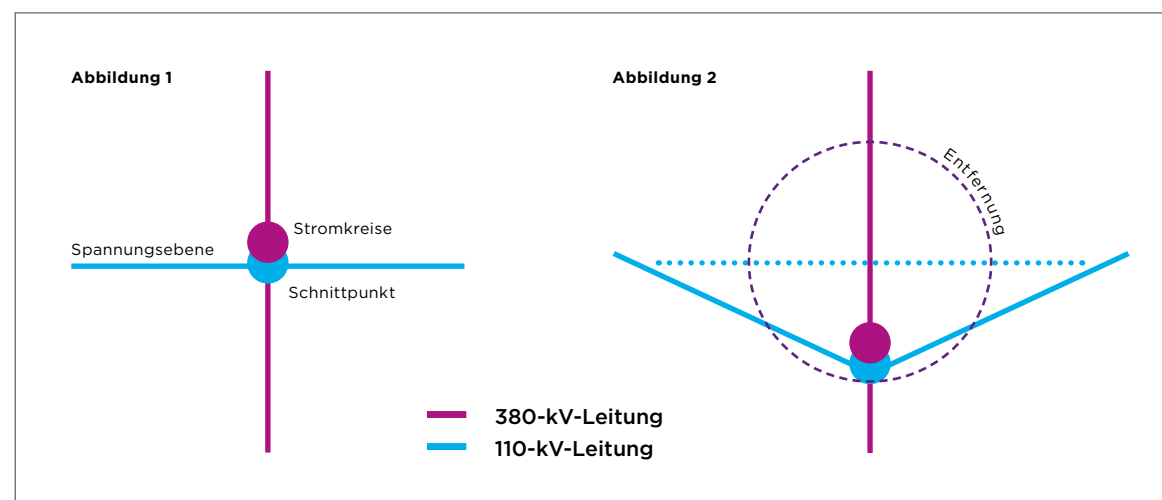 Abbildung 1
Stromkreise
Spannungsebene
Schnittpunkt
Abbildung 2
Entfernung
380-kV-Leitung
110-kV-Leitung